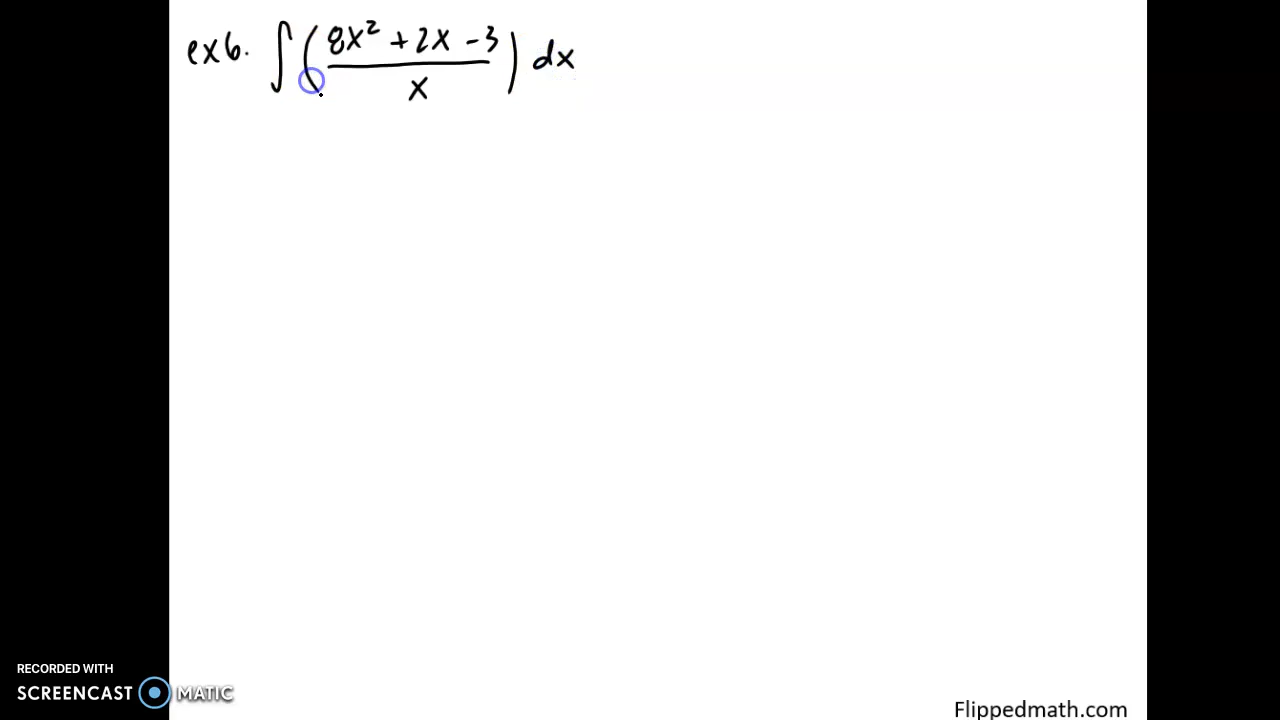 ex6. ∫ ( (8x² + 2x - 3) / x ) dx
RECORDED WITH
SCREENCAST MATIC
Flippedmath.com